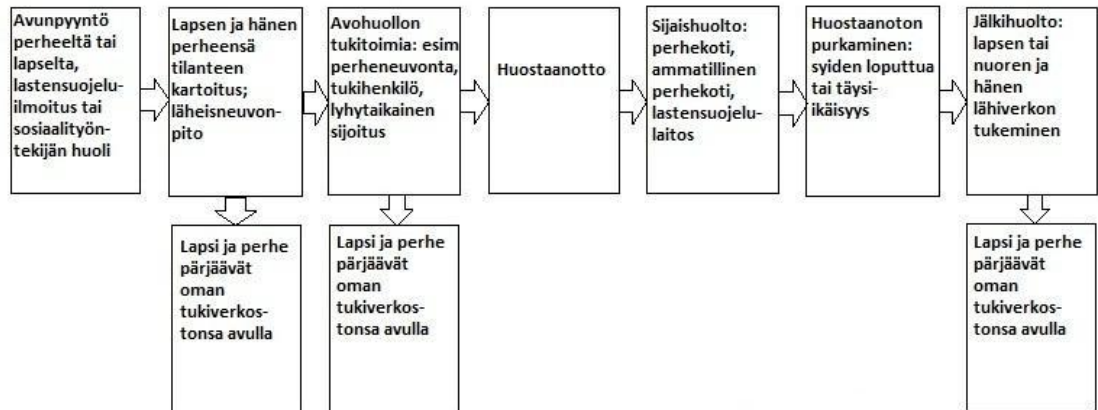 Avunpyyntö
perheeltä tai
lapselta,
lastensuojelu-
ilmoitus tai
sosiaalityön-
tekijän huoli
Lapsen ja hänen
perheensä
tilanteen
kartoitus;
läheisneuvon-
pito
Avohuollon
tukitoimia: esim
perheneuvonta,
tukihenkilö,
lyhytaikainen
sijoitus
Huostaanotto
Sijaishuolto:
perhekoti,
ammatillinen
perhekoti,
lastensuojelu-
laitos
Huostaanoton
purkaminen:
syiden loputtua
tai täysi-
ikäisyys
Jälkihuolto:
lapsen tai
nuoren ja
hänen
lähiverkon
tukeminen
Lapsi ja perhe
pärjäävät
oman
tukiverkos-
tonsa avulla
Lapsi ja perhe
pärjäävät
oman
tukiverkos-
tonsa avulla
Lapsi ja perhe
pärjäävät
oman
tukiverkos-
tonsa avulla